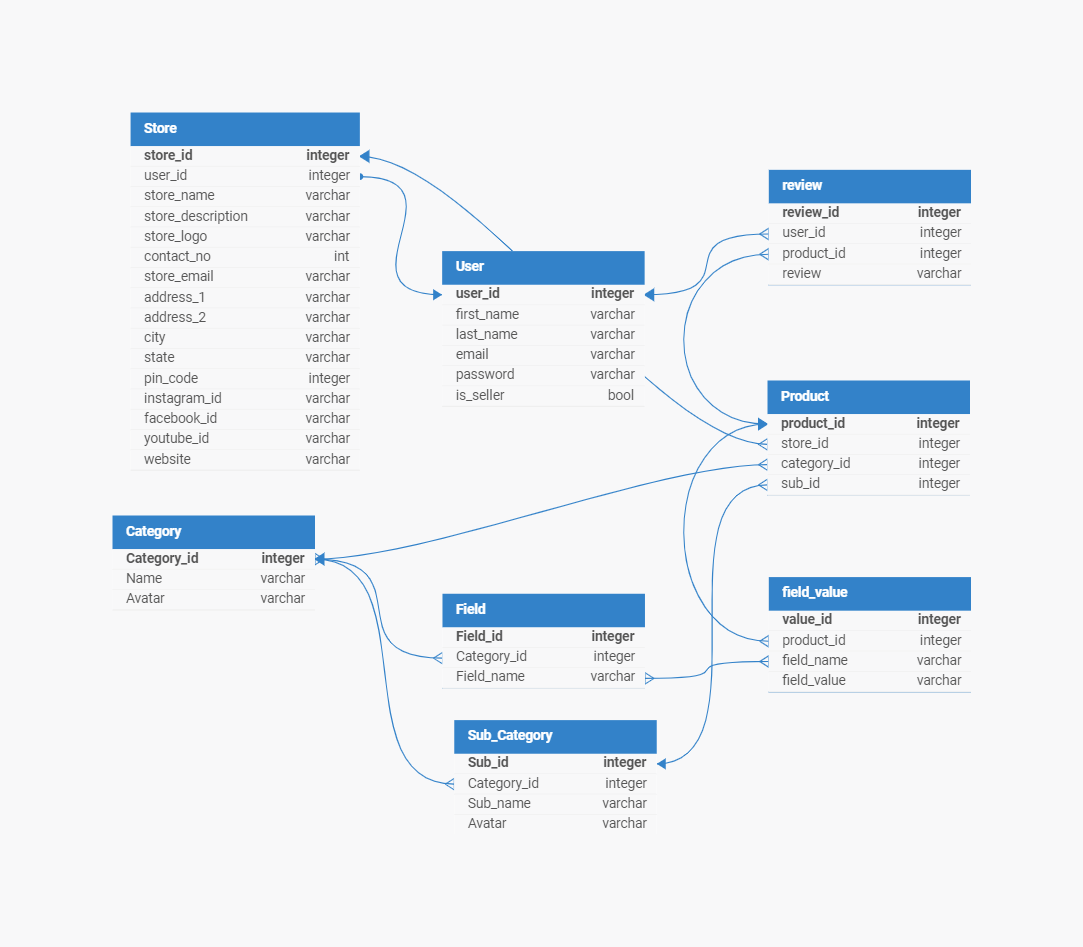 Store
store_id integer
user_id integer
store_name varchar
store_description varchar
store_logo varchar
contact_no int
store_email varchar
address_1 varchar
address_2 varchar
city varchar
state varchar
pin_code integer
instagram_id varchar
facebook_id varchar
youtube_id varchar
website varchar
User
user_id integer
first_name varchar
last_name varchar
email varchar
password varchar
is_seller bool
review
review_id integer
user_id integer
product_id integer
review varchar
Product
product_id integer
store_id integer
category_id integer
sub_id integer
Category
Category_id integer
Name varchar
Avatar varchar
Field
Field_id integer
Category_id integer
Field_name varchar
field_value
value_id integer
product_id integer
field_name varchar
field_value varchar
Sub_Category
Sub_id integer
Category_id integer
Sub_name varchar
Avatar varchar